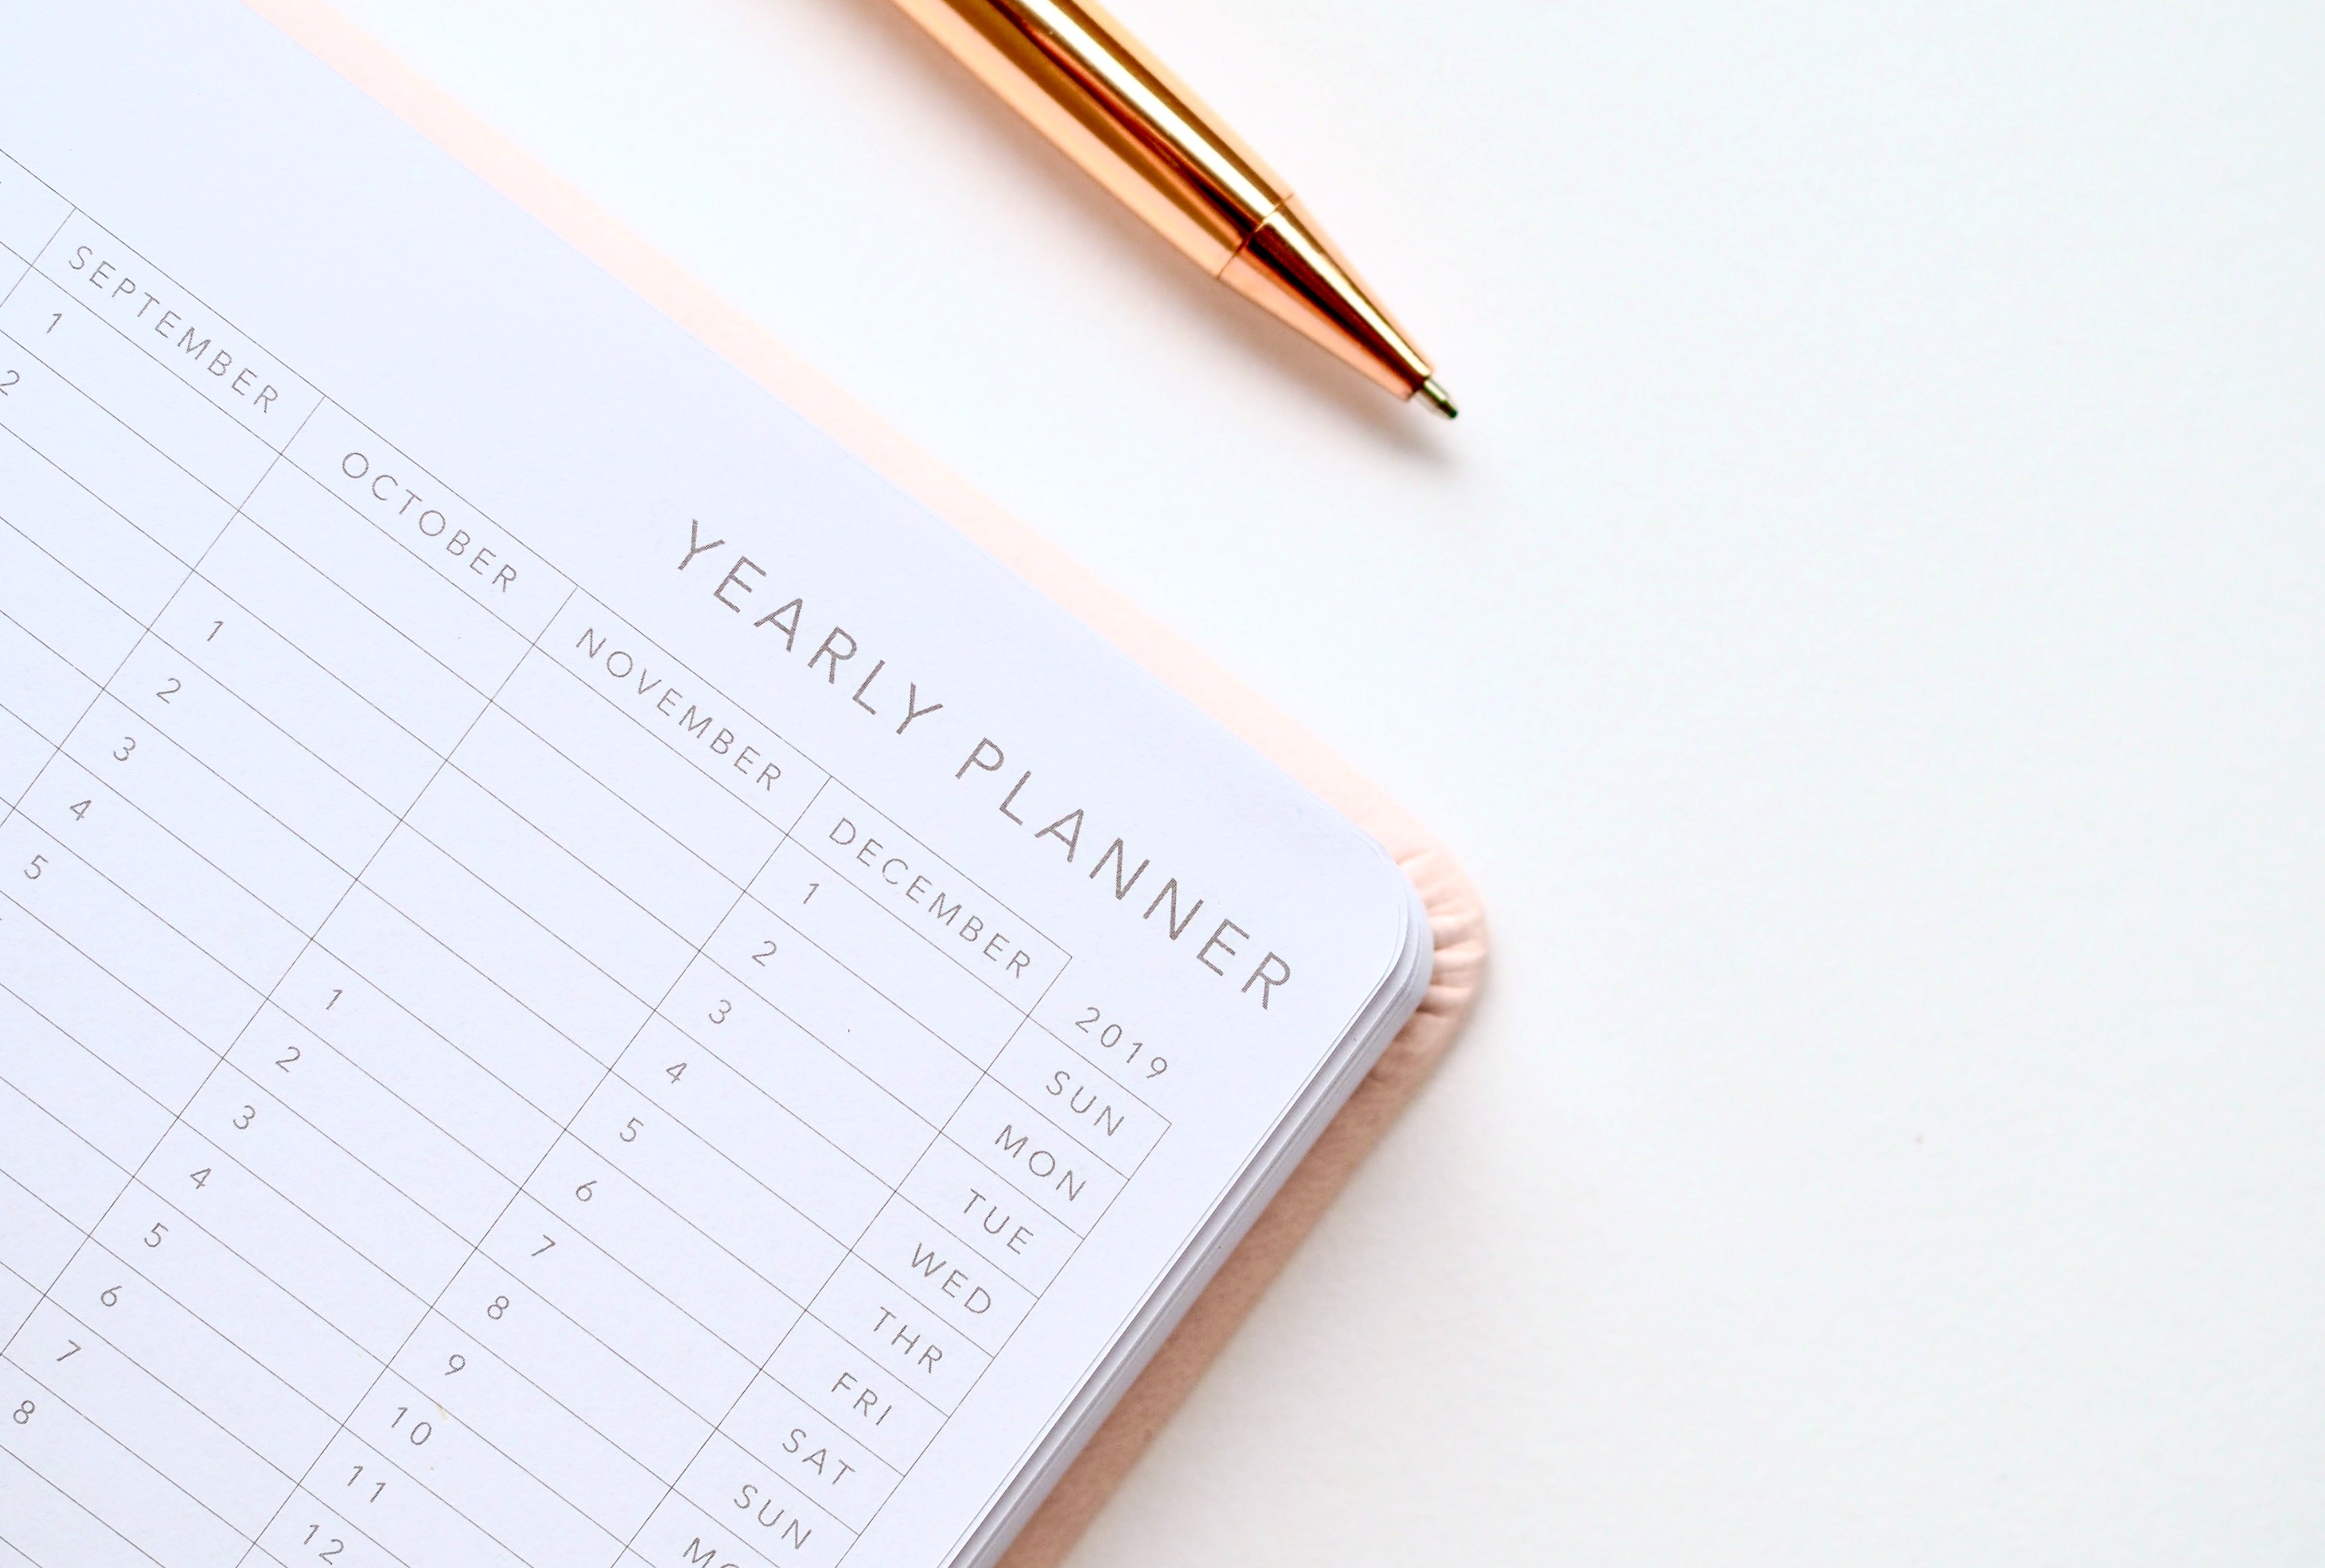 YEARLY PLANNER
SEPTEMBER OCTOBER NOVEMBER DECEMBER 2019
1 1 SUN
2 2 MON
1 3 TUE
2 4 WED
3 5 THR
4 1 6 FRI
5 2 7 SAT
3 8 SUN
4 9
5 10
6 11
7 12
8